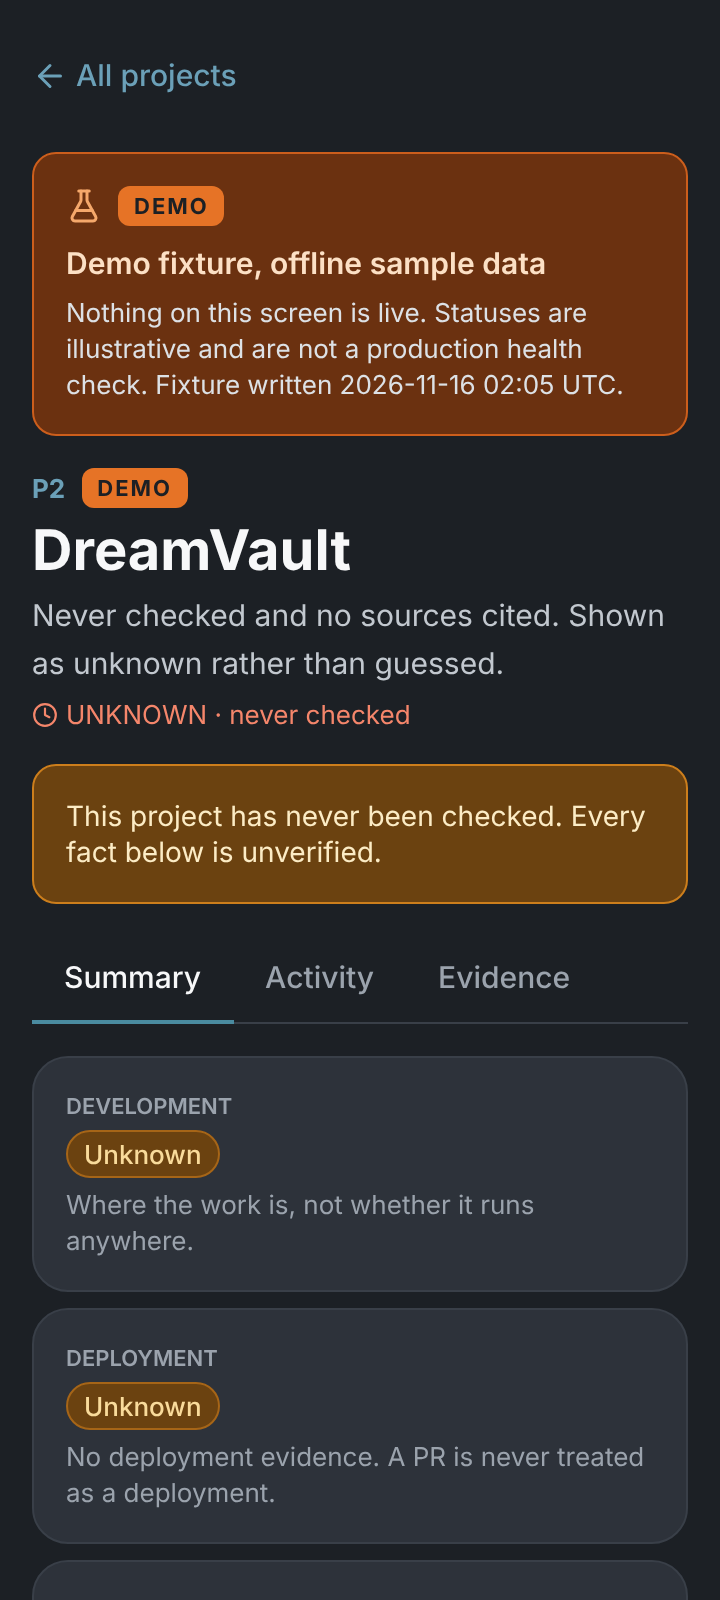 All projects
DEMO
Demo fixture, offline sample data
Nothing on this screen is live. Statuses are
illustrative and are not a production health
check. Fixture written 2026-11-16 02:05 UTC.
P2 DEMO
DreamVault
Never checked and no sources cited. Shown
as unknown rather than guessed.
UNKNOWN · never checked
This project has never been checked. Every
fact below is unverified.
Summary Activity Evidence
DEVELOPMENT
Unknown
Where the work is, not whether it runs
anywhere.
DEPLOYMENT
Unknown
No deployment evidence. A PR is never treated
as a deployment.